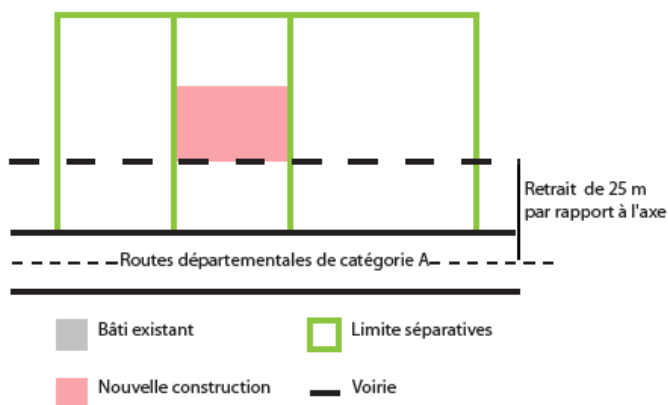 Retrait de 25 m
par rapport à l'axe
Routes départementales de catégorie A
Bâti existant
Limite séparatives
Nouvelle construction
Voirie